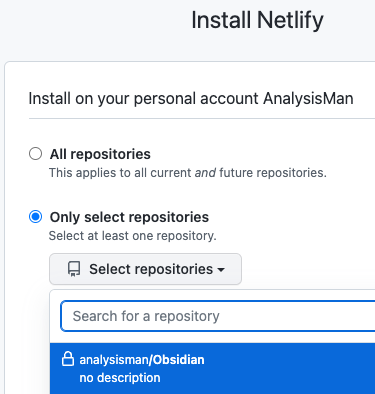 Install Netlify
Install on your personal account AnalysisMan
All repositories
This applies to all current and future repositories.
Only select repositories
Select at least one repository.
Select repositories
Search for a repository
analysisman/Obsidian
no description